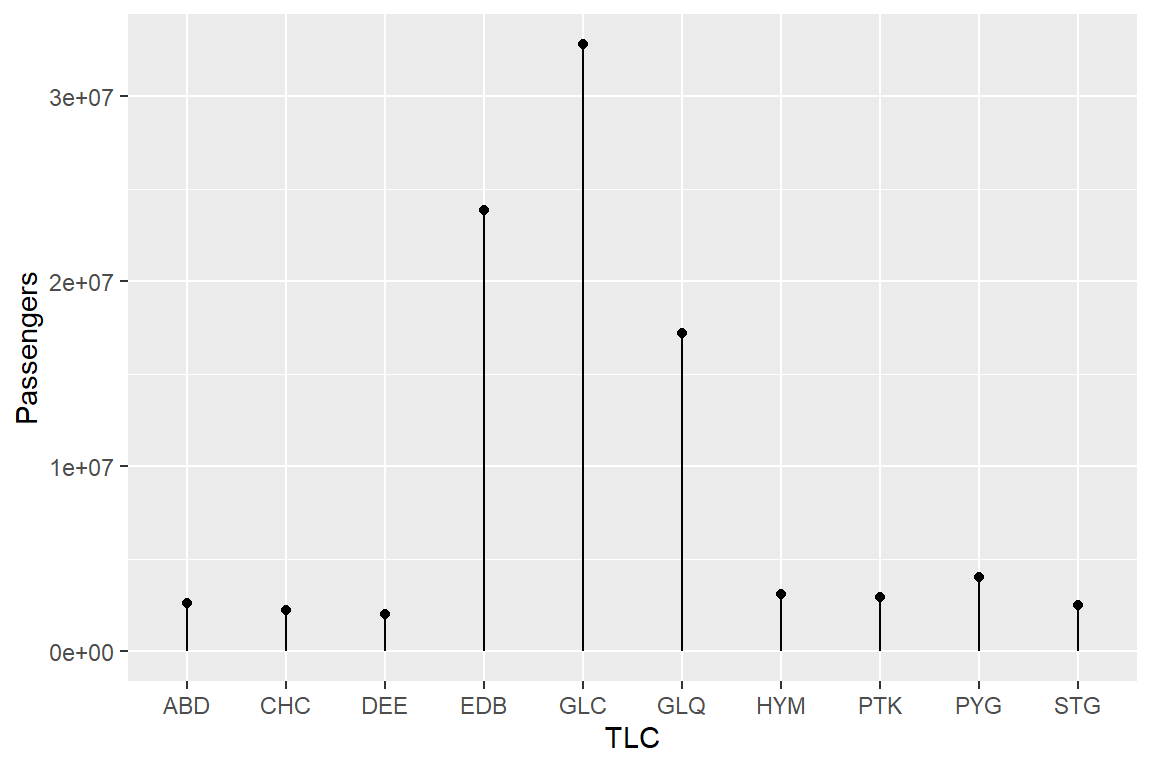 Passengers
3e+07
2e+07
1e+07
0e+00
ABD CHC DEE EDB GLC GLQ HYM PTK PYG STG
TLC